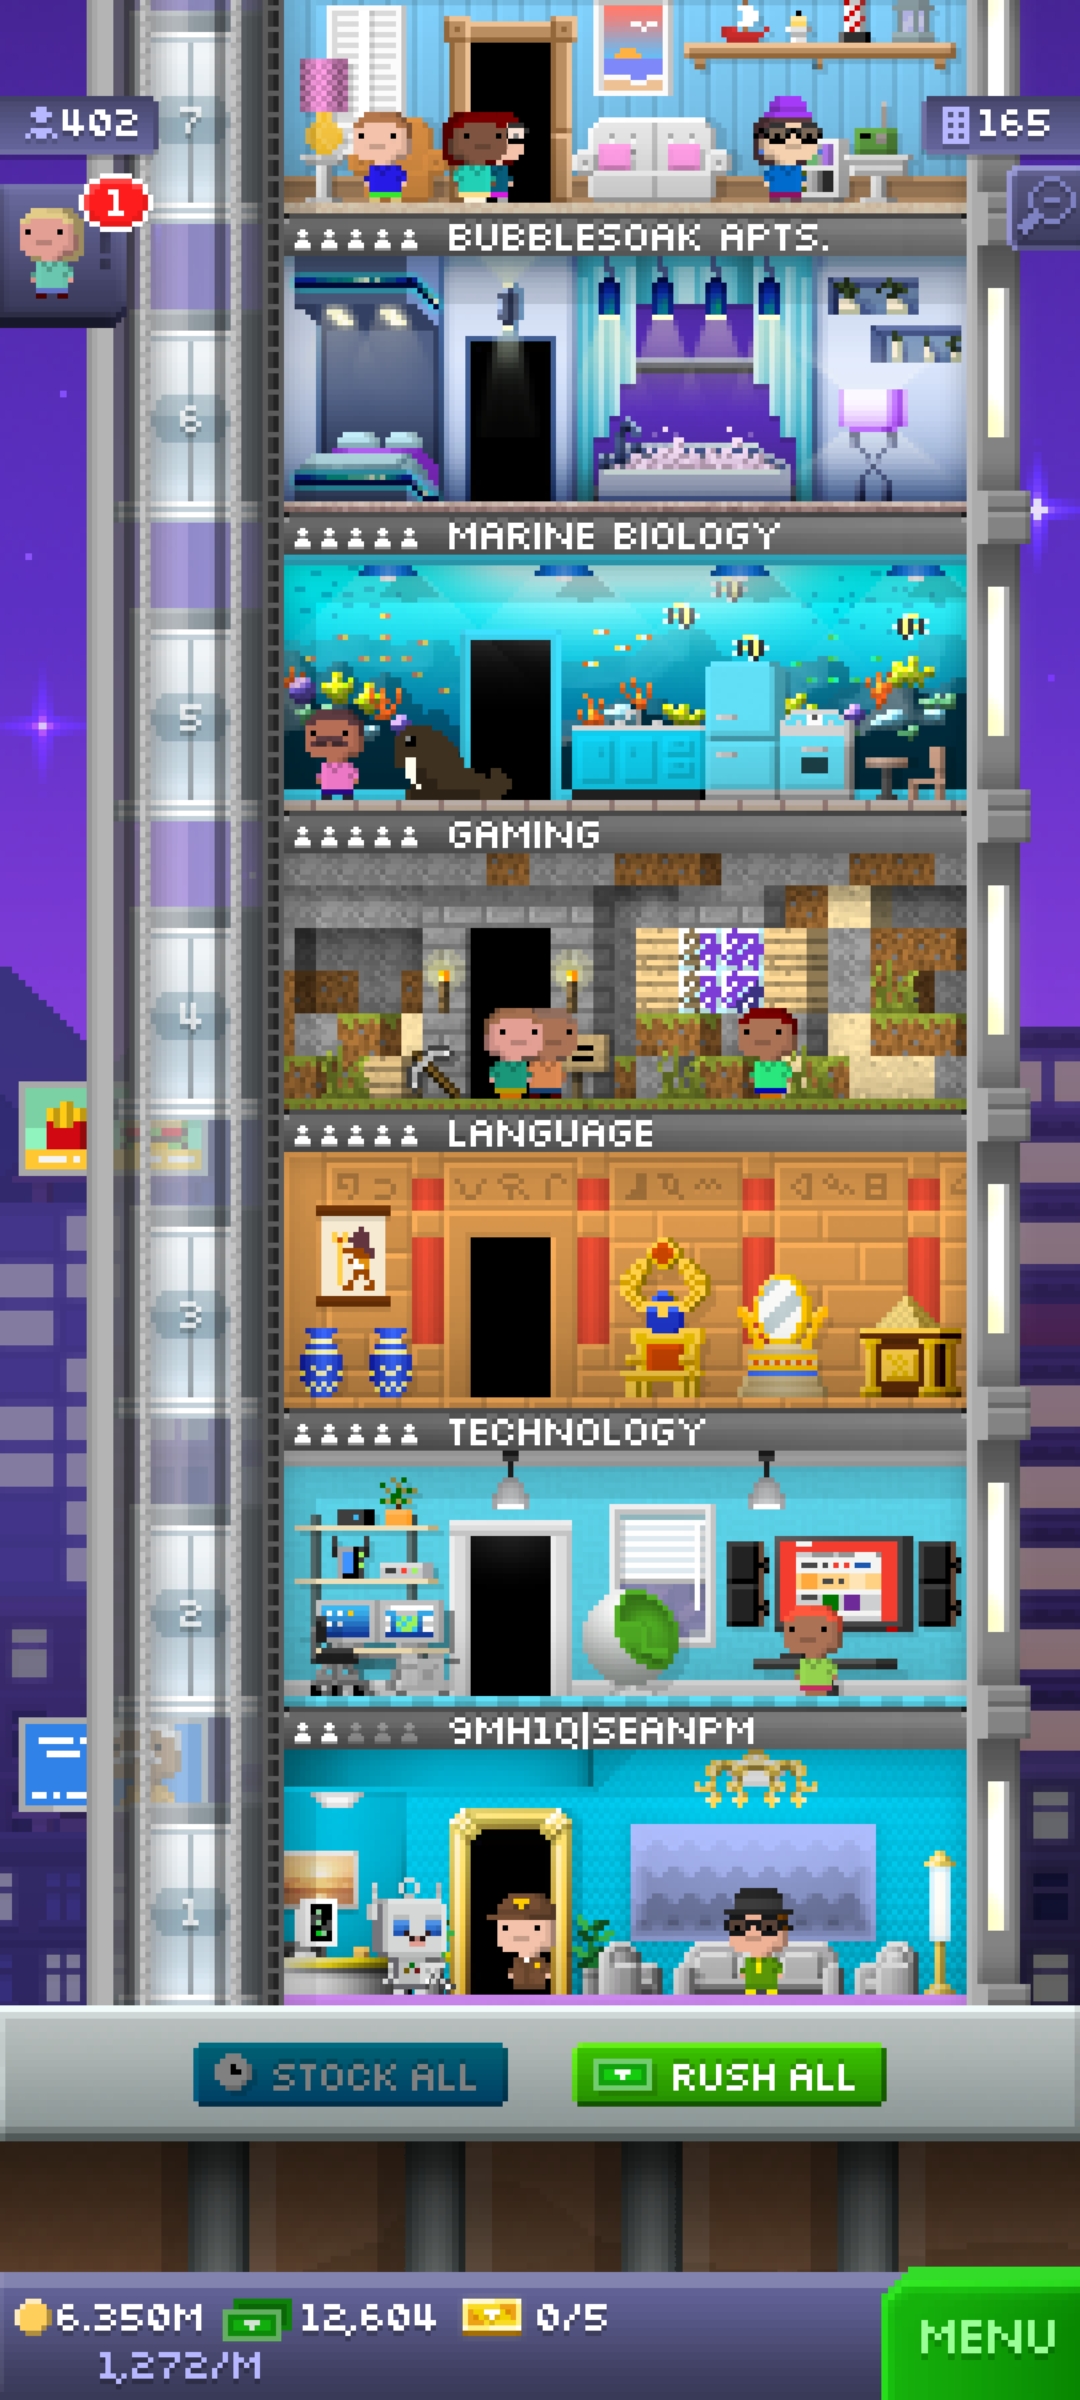 7
402
165
1
BUBBLESOAK APTS.
6
MARINE BIOLOGY
5
GAMING
4
LANGUAGE
3
TECHNOLOGY
2
9MH1Q|SEANPM
1
STOCK ALL
RUSH ALL
6.350M
12,604
0/5
1,272/M
MENU